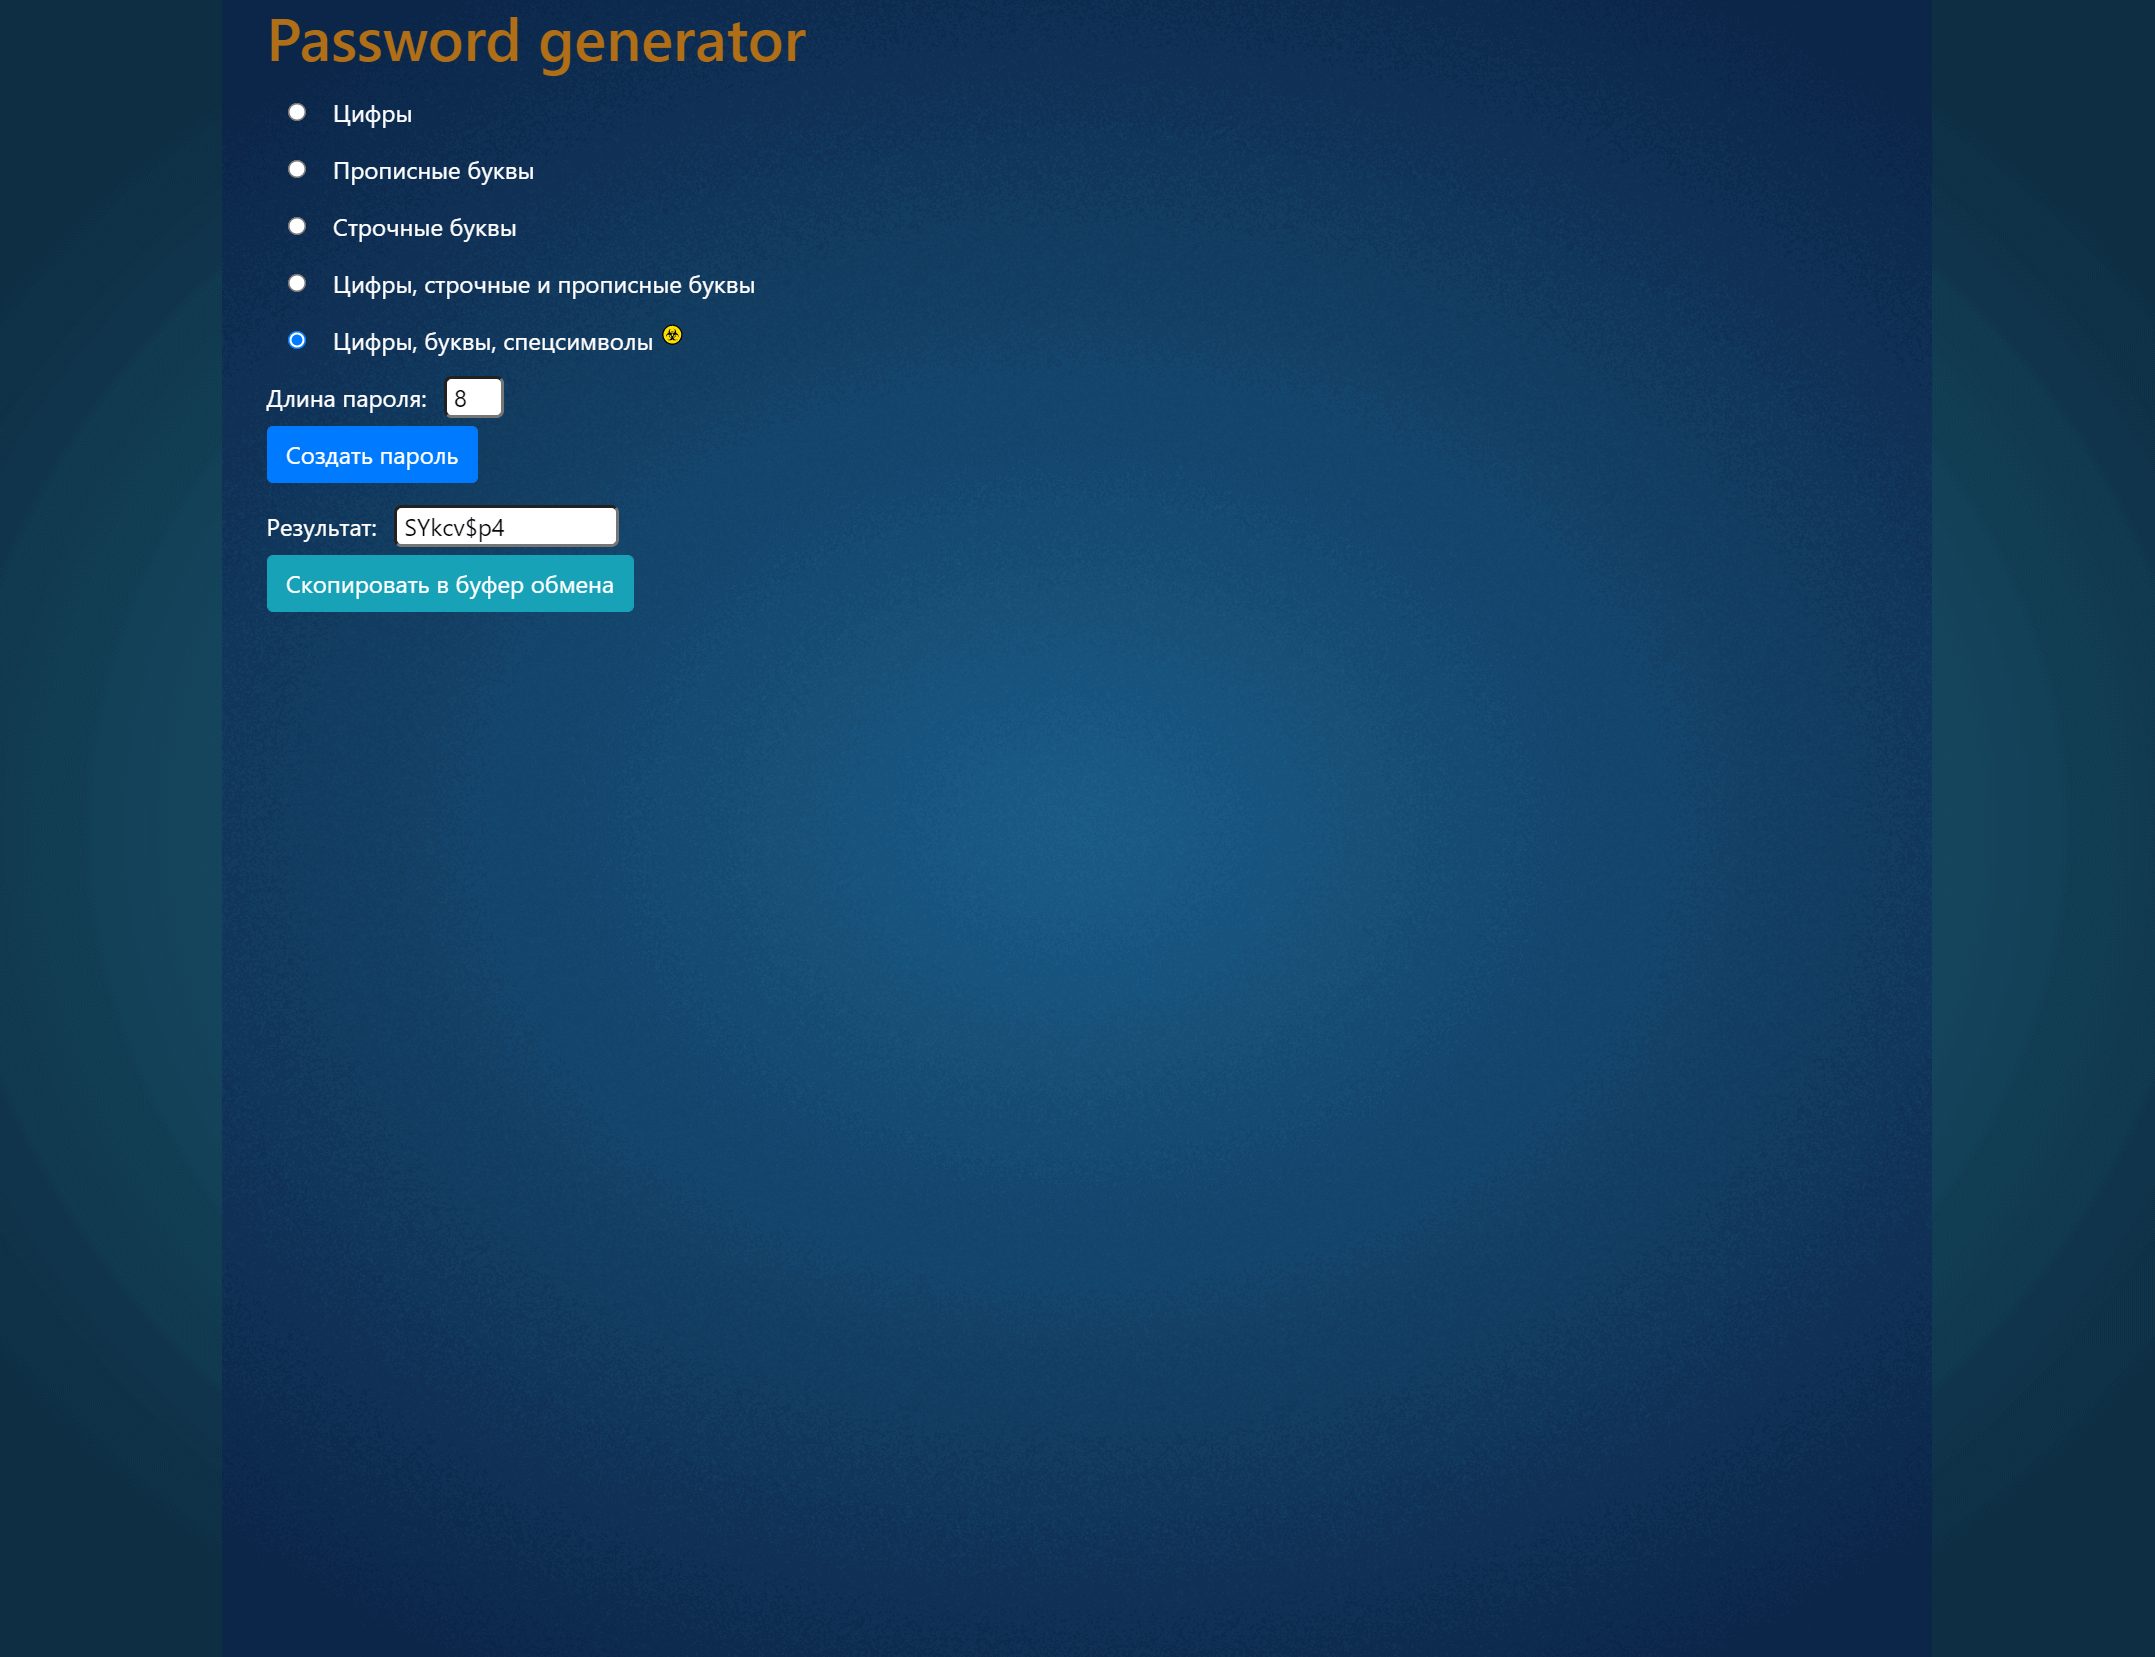 Password generator
Цифры
Прописные буквы
Строчные буквы
Цифры, строчные и прописные буквы
Цифры, буквы, спецсимволы
Длина пароля: 8
Создать пароль
Результат: SYkcv$p4
Скопировать в буфер обмена